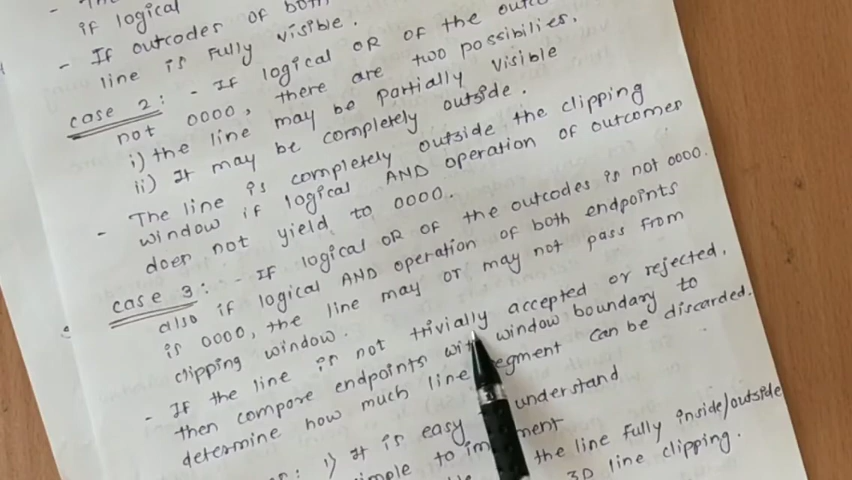 if logical
- If outcodes of both
line is fully visible.
case 2: - If logical OR of the
not 0000, there are two possibilies.
i) the line may be partially visible
ii) It may be completely outside.
- The line is completely outside the clipping
window if logical AND operation of outcomes
does not yield to 0000.
case 3: - If logical OR of the outcodes is not 0000.
also if logical AND operation of both endpoints
is 0000, the line may or may not pass from
clipping window.
- If the line is not trivially accepted or rejected,
then compare endpoints with window boundary to
determine how much line segment can be discarded.
: i) It is easy understand
to
the line fully inside/outside
3D line clipping.